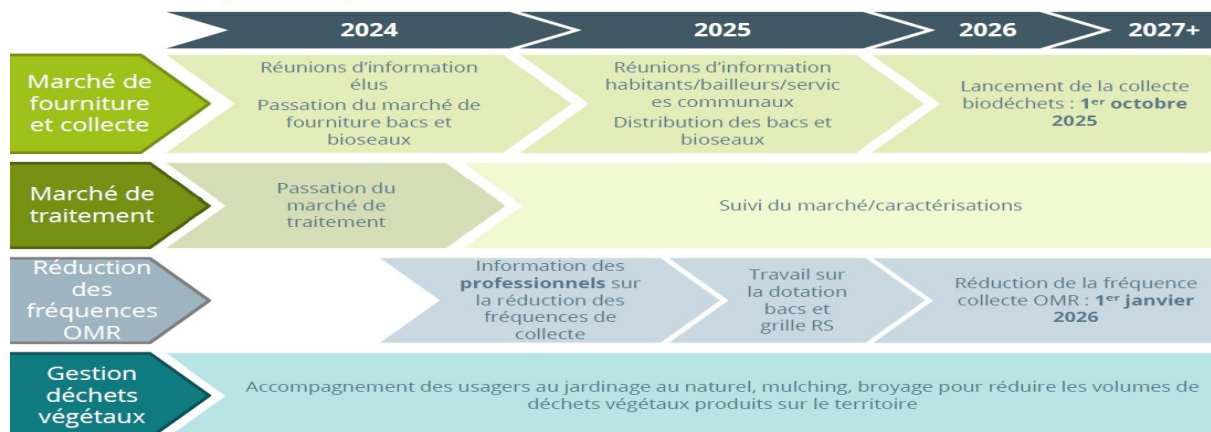 2024
2025
2026
2027+
Marché de
fourniture
et collecte
Réunions d’information
élus
Passation du marché de
fourniture bacs et
bioseaux
Réunions d’information
habitants/bailleurs/servic
es communaux
Distribution des bacs et
bioseaux
Lancement de la collecte
biodéchets : 1er octobre
2025
Marché de
traitement
Passation du
marché de
traitement
Suivi du marché/caractérisations
Réduction
des
fréquences
OMR
Information des
professionnels sur
la réduction des
fréquences de
collecte
Travail sur
la dotation
bacs et
grille RS
Réduction de la fréquence
collecte OMR : 1er janvier
2026
Gestion
déchets
végétaux
Accompagnement des usagers au jardinage au naturel, mulching, broyage pour réduire les volumes de
déchets végétaux produits sur le territoire